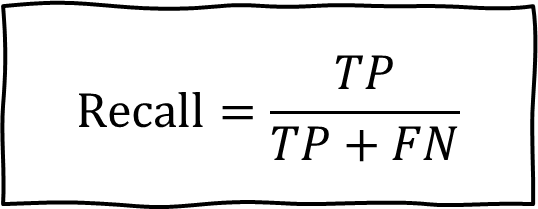 Recall = TP / TP + FN